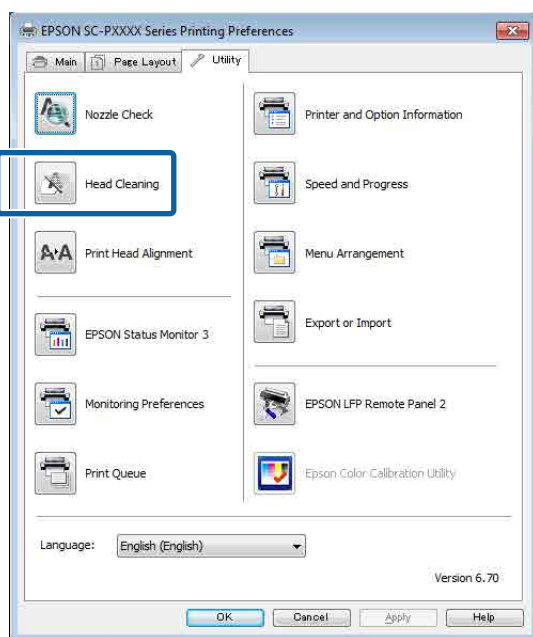 EPSON SC-PXXXX Series Printing Preferences
Main
Page Layout
Utility
Nozzle Check
Printer and Option Information
Head Cleaning
Speed and Progress
A A
Print Head Alignment
Menu Arrangement
EPSON Status Monitor 3
Export or Import
Monitoring Preferences
EPSON LFP Remote Panel 2
Print Queue
Epson Color Calibration Utility
Language:
English (English)
Version 6.70
OK
Cancel
Apply
Help